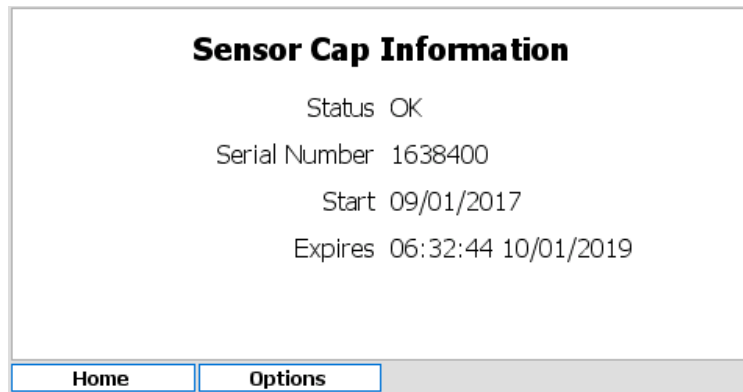 Sensor Cap Information
Status OK
Serial Number 1638400
Start 09/01/2017
Expires 06:32:44 10/01/2019
Home Options